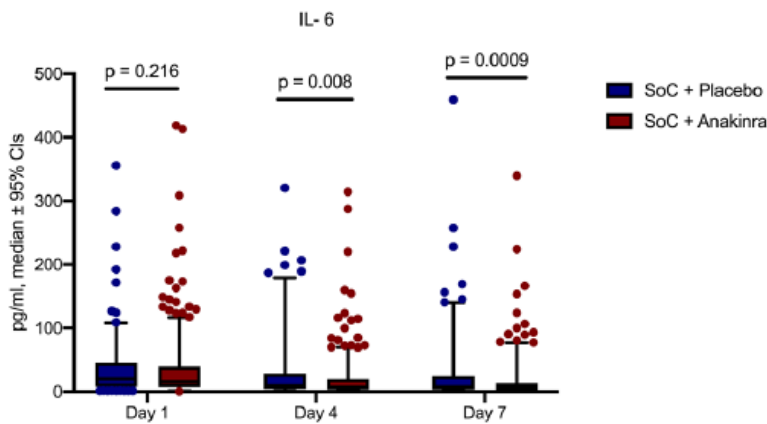 IL- 6
p = 0.216
p = 0.008
p = 0.0009
SoC + Placebo
SoC + Anakinra
pg/ml, median ± 95% CIs
500
400
300
200
100
0
Day 1
Day 4
Day 7